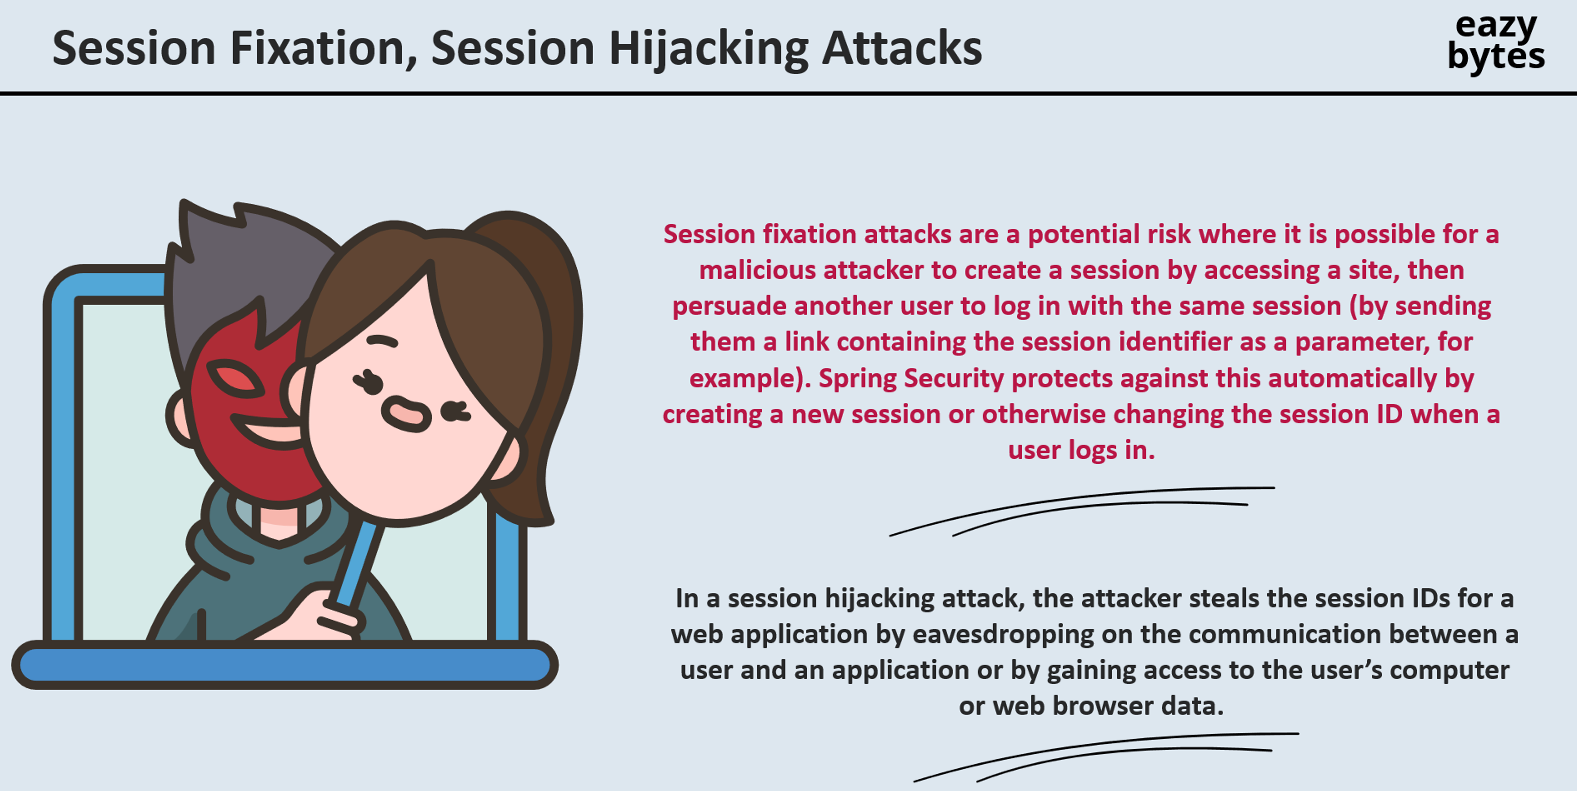 Session Fixation, Session Hijacking Attacks
eazy
bytes
Session fixation attacks are a potential risk where it is possible for a
malicious attacker to create a session by accessing a site, then
persuade another user to log in with the same session (by sending
them a link containing the session identifier as a parameter, for
example). Spring Security protects against this automatically by
creating a new session or otherwise changing the session ID when a
user logs in.
In a session hijacking attack, the attacker steals the session IDs for a
web application by eavesdropping on the communication between a
user and an application or by gaining access to the user’s computer
or web browser data.